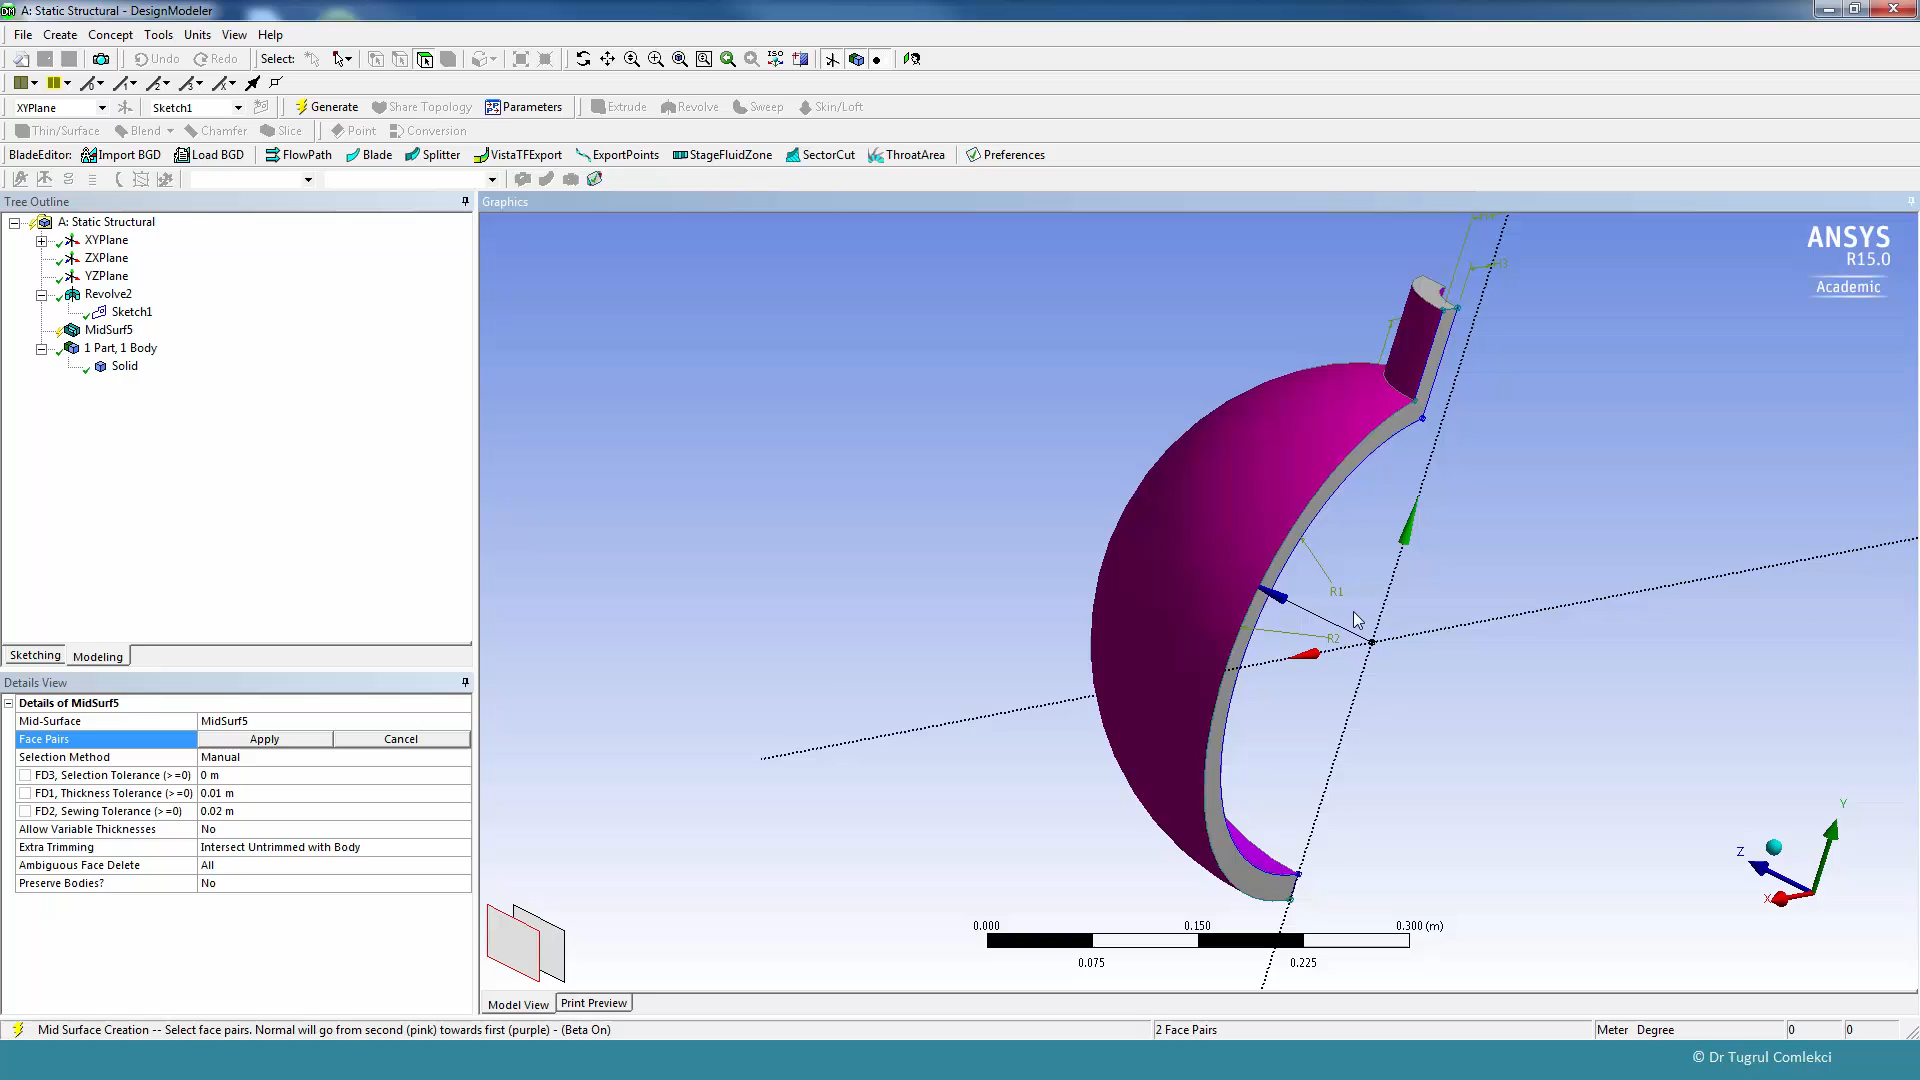 A: Static Structural - DesignModeler
File Create Concept Tools Units View Help
Undo Redo Select: ISO
XYPlane Sketch1 Generate Share Topology Parameters Extrude Revolve Sweep Skin/Loft
Thin/Surface Blend Chamfer Slice Point Conversion
BladeEditor: Import BGD Load BGD FlowPath Blade Splitter VistaTFExport ExportPoints StageFluidZone SectorCut ThroatArea Preferences
Tree Outline
A: Static Structural
XYPlane
ZXPlane
YZPlane
Revolve2
Sketch1
MidSurf5
1 Part, 1 Body
Solid
Sketching Modeling
Details View
Details of MidSurf5
Mid-Surface MidSurf5
Face Pairs Apply Cancel
Selection Method Manual
FD3, Selection Tolerance (>=0) 0 m
FD1, Thickness Tolerance (>=0) 0.01 m
FD2, Sewing Tolerance (>=0) 0.02 m
Allow Variable Thicknesses No
Extra Trimming Intersect Untrimmed with Body
Ambiguous Face Delete All
Preserve Bodies? No
Graphics
ANSYS
R15.0
Academic
H3
R1
R2
Y
Z
X
0.000 0.150 0.300 (m)
0.075 0.225
Model View Print Preview
Mid Surface Creation -- Select face pairs. Normal will go from second (pink) towards first (purple) - (Beta On) 2 Face Pairs Meter Degree 0 0
© Dr Tugrul Comlekci